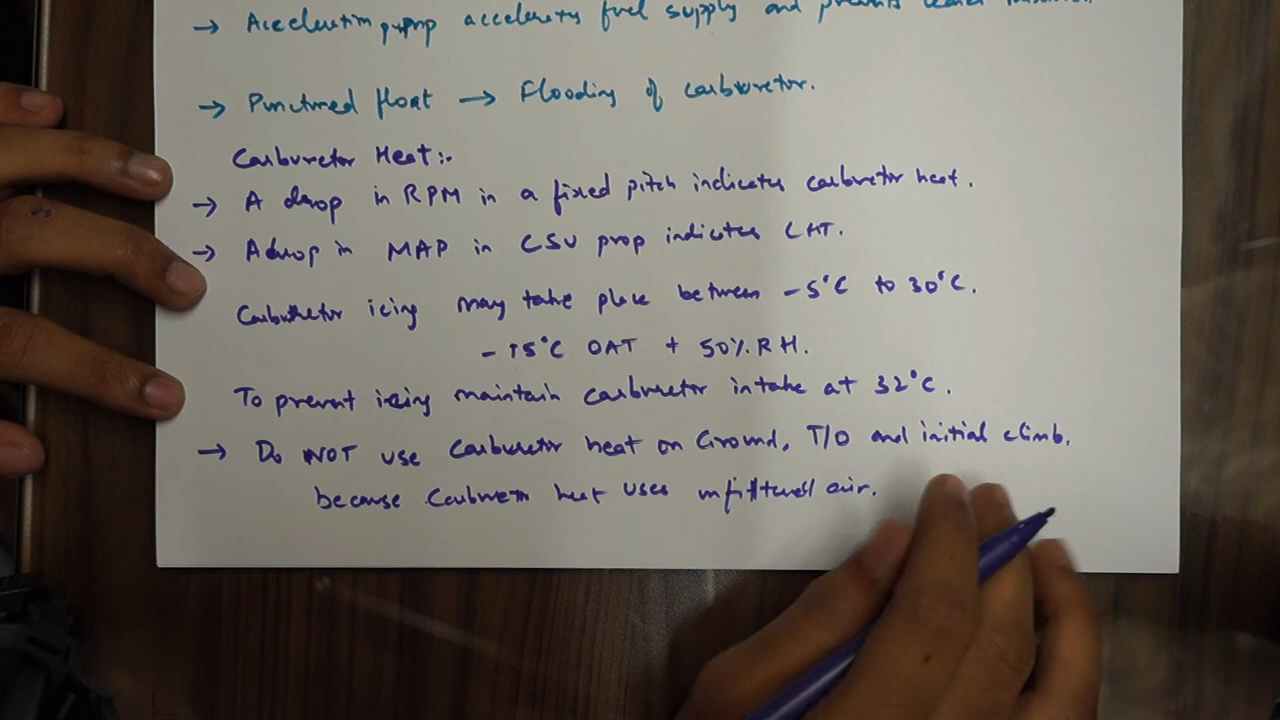 → Acceleration pump accelerates fuel supply and prevents
→ Punctured float → Flooding of carburetor.
Carburetor Heat:-
→ A drop in RPM in a fixed pitch indicates carburetor heat.
→ A drop in MAP in CSU prop indicates CHT.
Carburetor icing may take place between -5°C to 30°C.
-15°C OAT + 50% RH.
To prevent icing maintain carburetor intake at 32°C.
→ Do NOT use carburetor heat on Ground, T/O and initial climb.
because Carburetor heat uses unfiltered air.